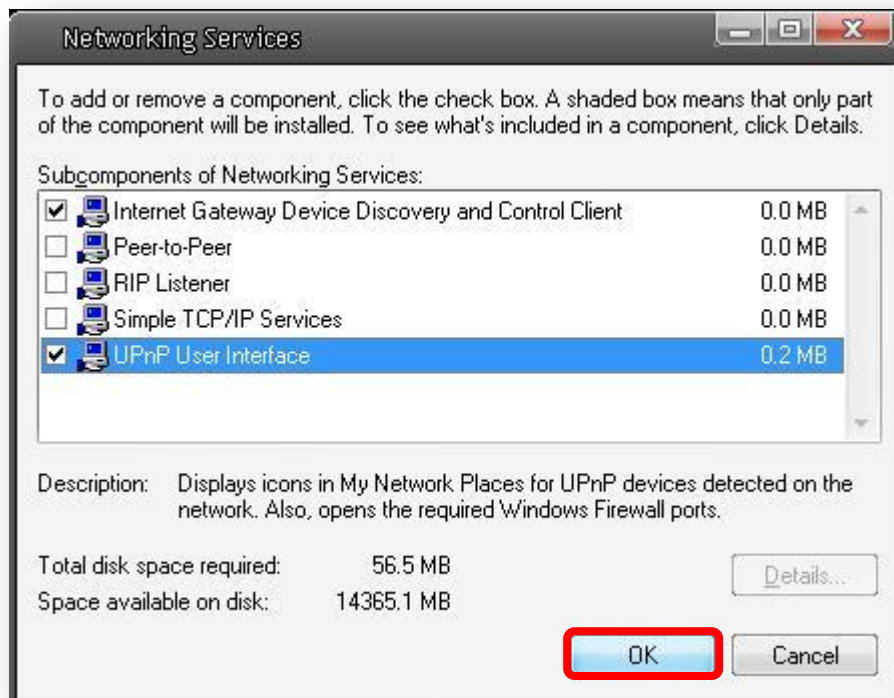 Networking Services
To add or remove a component, click the check box. A shaded box means that only part
of the component will be installed. To see what's included in a component, click Details.
Subcomponents of Networking Services:
Internet Gateway Device Discovery and Control Client 0.0 MB
Peer-to-Peer 0.0 MB
RIP Listener 0.0 MB
Simple TCP/IP Services 0.0 MB
UPnP User Interface 0.2 MB
Description: Displays icons in My Network Places for UPnP devices detected on the
network. Also, opens the required Windows Firewall ports.
Total disk space required: 56.5 MB
Space available on disk: 14365.1 MB
Details...
OK Cancel